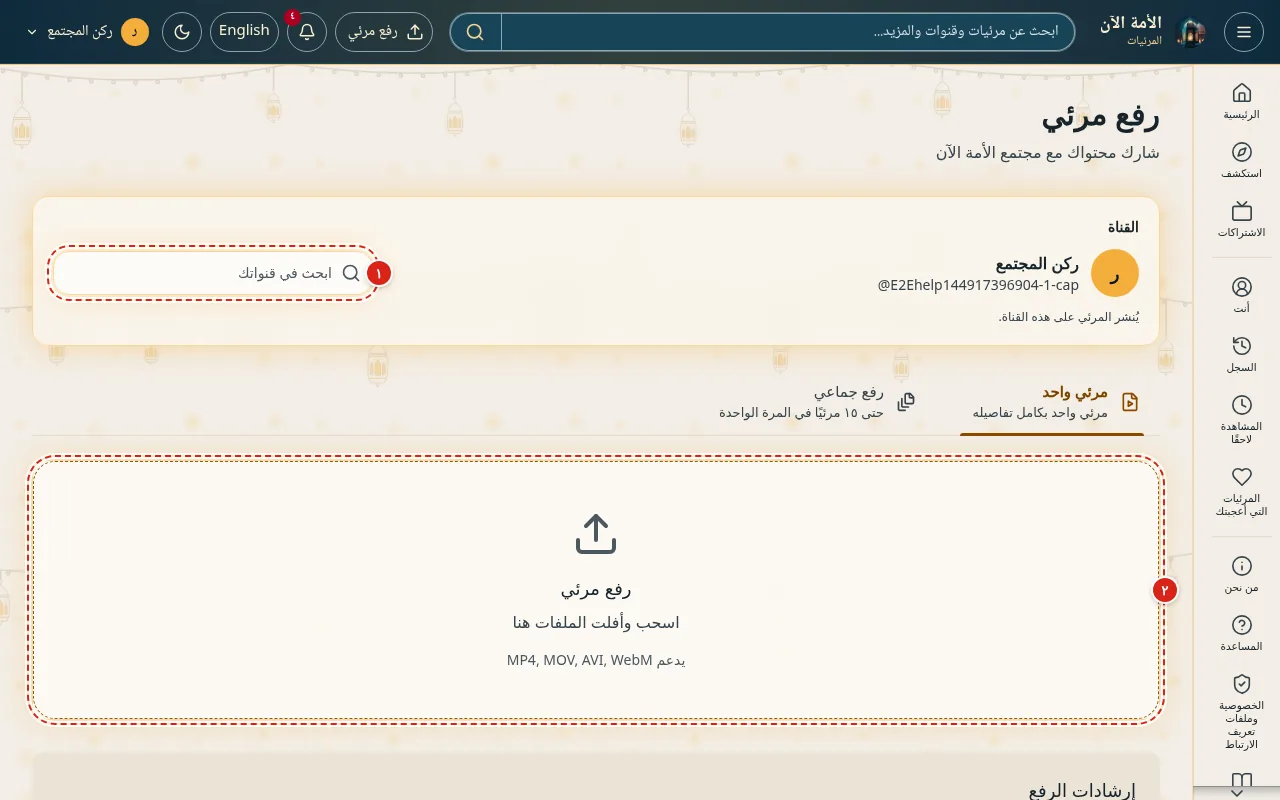 الأمة الآن
المرئيات
ابحث عن مرئيات وقنوات والمزيد...
رفع مرئي
٤
English
ر
ركن المجتمع
الرئيسية
استكشف
الاشتراكات
أنت
السجل
المشاهدة
لاحقًا
المرئيات
التي أعجبتك
من نحن
المساعدة
الخصوصية
وملفات
تعريف
الارتباط
رفع مرئي
شارك محتواك مع مجتمع الأمة الآن
القناة
ر
ركن المجتمع
@E2Ehelp144917396904-1-cap
يُنشر المرئي على هذه القناة.
١
ابحث في قنواتك
مرئي واحد
مرئي واحد بكامل تفاصيله
رفع جماعي
حتى ١٥ مرئيًا في المرة الواحدة
٢
رفع مرئي
اسحب وأفلت الملفات هنا
يدعم MP4, MOV, AVI, WebM
إرشادات الرفع